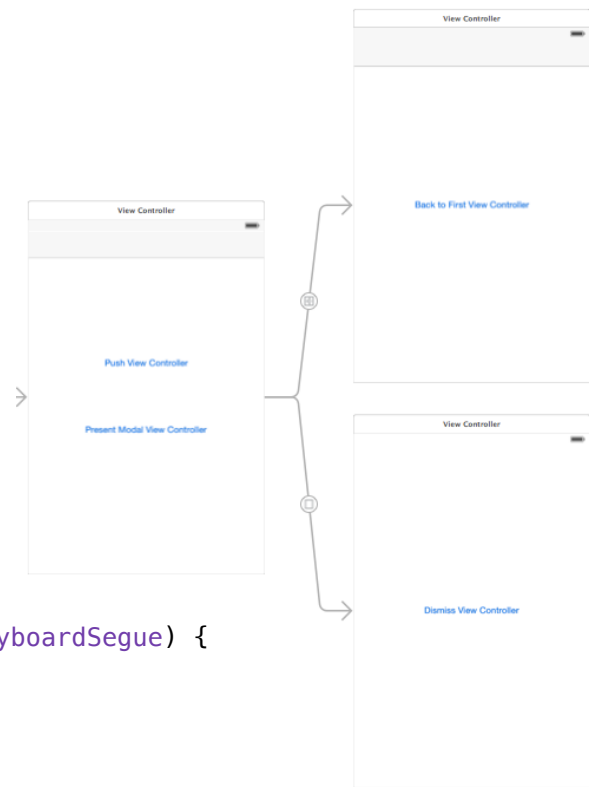 View Controller
Back to First View Controller
View Controller
Push View Controller
Present Modal View Controller
View Controller
Dismiss View Controller
yboardSegue) {